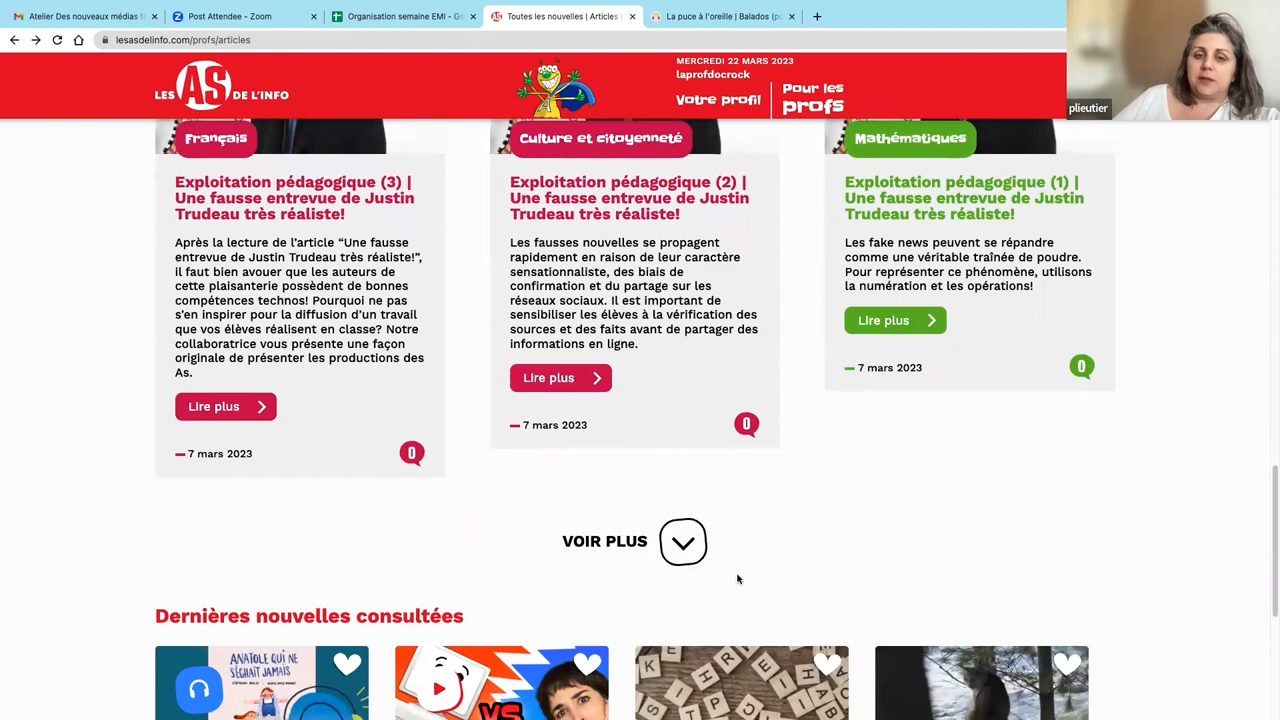 Atelier Des nouveaux médias f
Post Attendee - Zoom
Organisation semaine EMI - Go
Toutes les nouvelles | Articles |
La puce à l'oreille | Balados (po
lesasdelinfo.com/profs/articles
LES AS DE L'INFO
MERCREDI 22 MARS 2023
laprofdocrock
Votre profil
Pour les
profs
plieutier
Français
Exploitation pédagogique (3) |
Une fausse entrevue de Justin
Trudeau très réaliste!
Après la lecture de l'article “Une fausse
entrevue de Justin Trudeau très réaliste!”,
il faut bien avouer que les auteurs de
cette plaisanterie possèdent de bonnes
compétences technos! Pourquoi ne pas
s'en inspirer pour la diffusion d'un travail
que vos élèves réalisent en classe? Notre
collaboratrice vous présente une façon
originale de présenter les productions des
As.
Lire plus
7 mars 2023
0
Culture et citoyenneté
Exploitation pédagogique (2) |
Une fausse entrevue de Justin
Trudeau très réaliste!
Les fausses nouvelles se propagent
rapidement en raison de leur caractère
sensationnaliste, des biais de
confirmation et du partage sur les
réseaux sociaux. Il est important de
sensibiliser les élèves à la vérification des
sources et des faits avant de partager des
informations en ligne.
Lire plus
7 mars 2023
0
Mathématiques
Exploitation pédagogique (1) |
Une fausse entrevue de Justin
Trudeau très réaliste!
Les fake news peuvent se répandre
comme une véritable traînée de poudre.
Pour représenter ce phénomène, utilisons
la numération et les opérations!
Lire plus
7 mars 2023
0
VOIR PLUS
Dernières nouvelles consultées
ANATOLE QUI NE
SÉCHAIT JAMAIS
VS